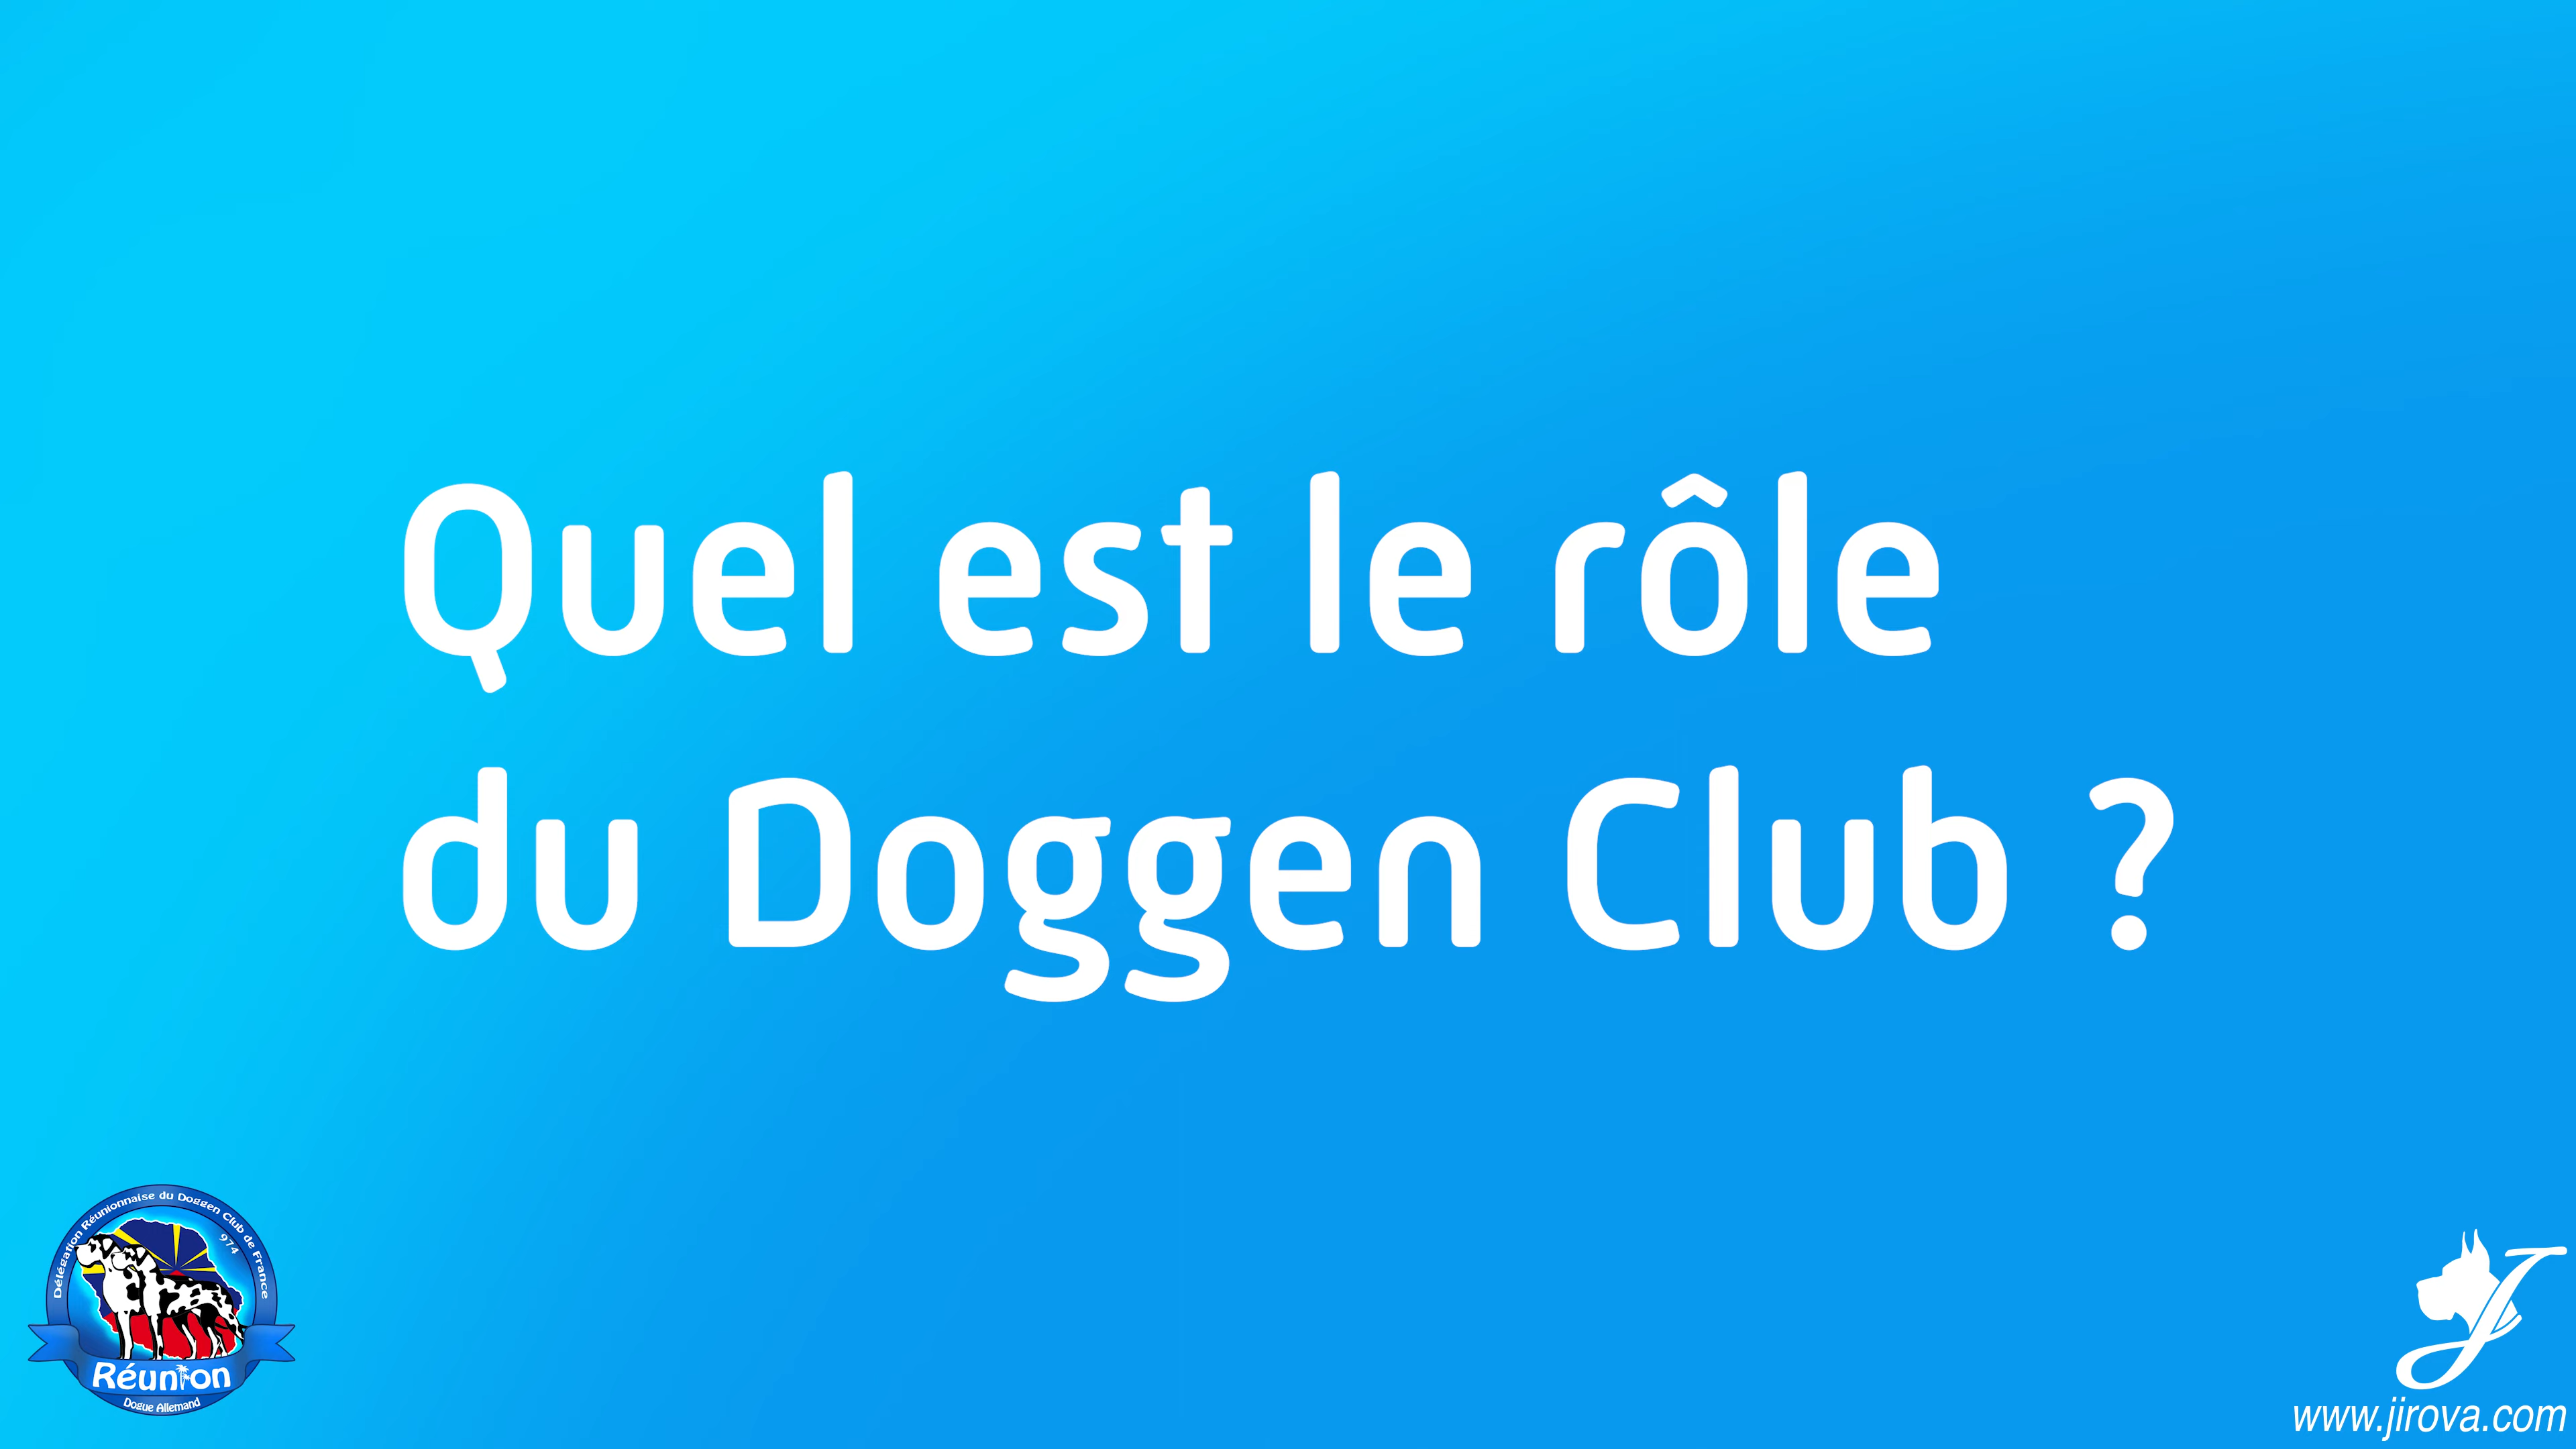 Quel est le rôle
du Doggen Club ?
Délégation Réunionnaise du Doggen Club de France
974
Réunion
Dogue Allemand
J
www.jirova.com